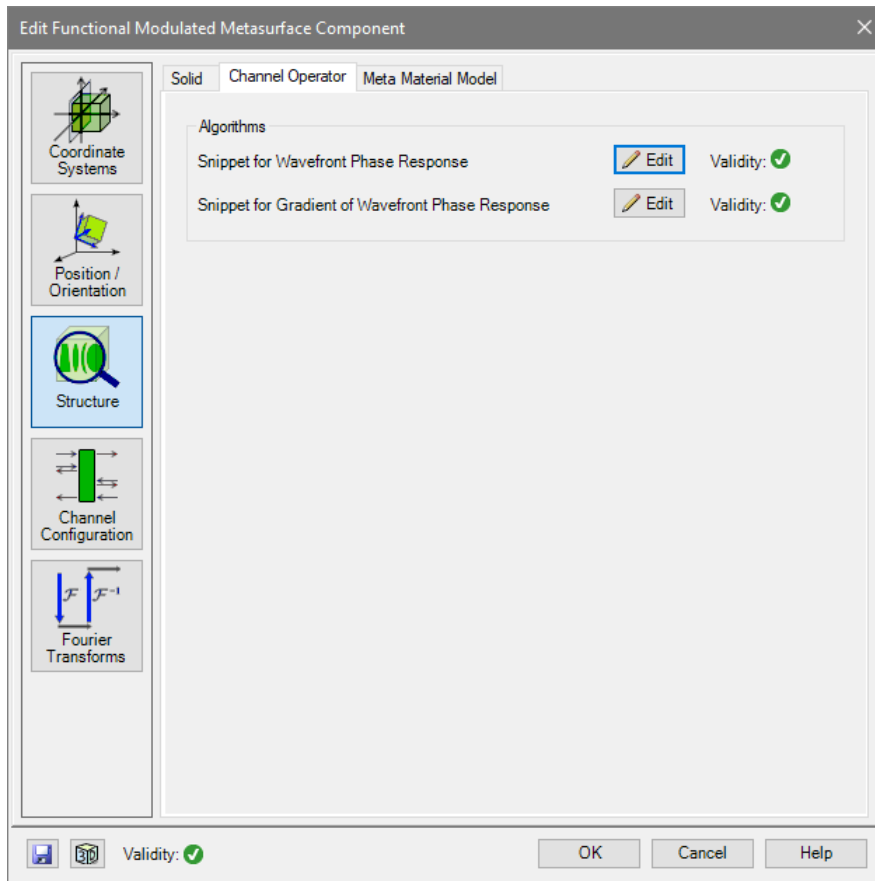 Edit Functional Modulated Metasurface Component
Solid
Channel Operator
Meta Material Model
Coordinate
Systems
Position /
Orientation
Structure
Channel
Configuration
ℱ ℱ⁻¹
Fourier
Transforms
Algorithms
Snippet for Wavefront Phase Response
Edit
Validity:
Snippet for Gradient of Wavefront Phase Response
Edit
Validity:
3D
Validity:
OK
Cancel
Help